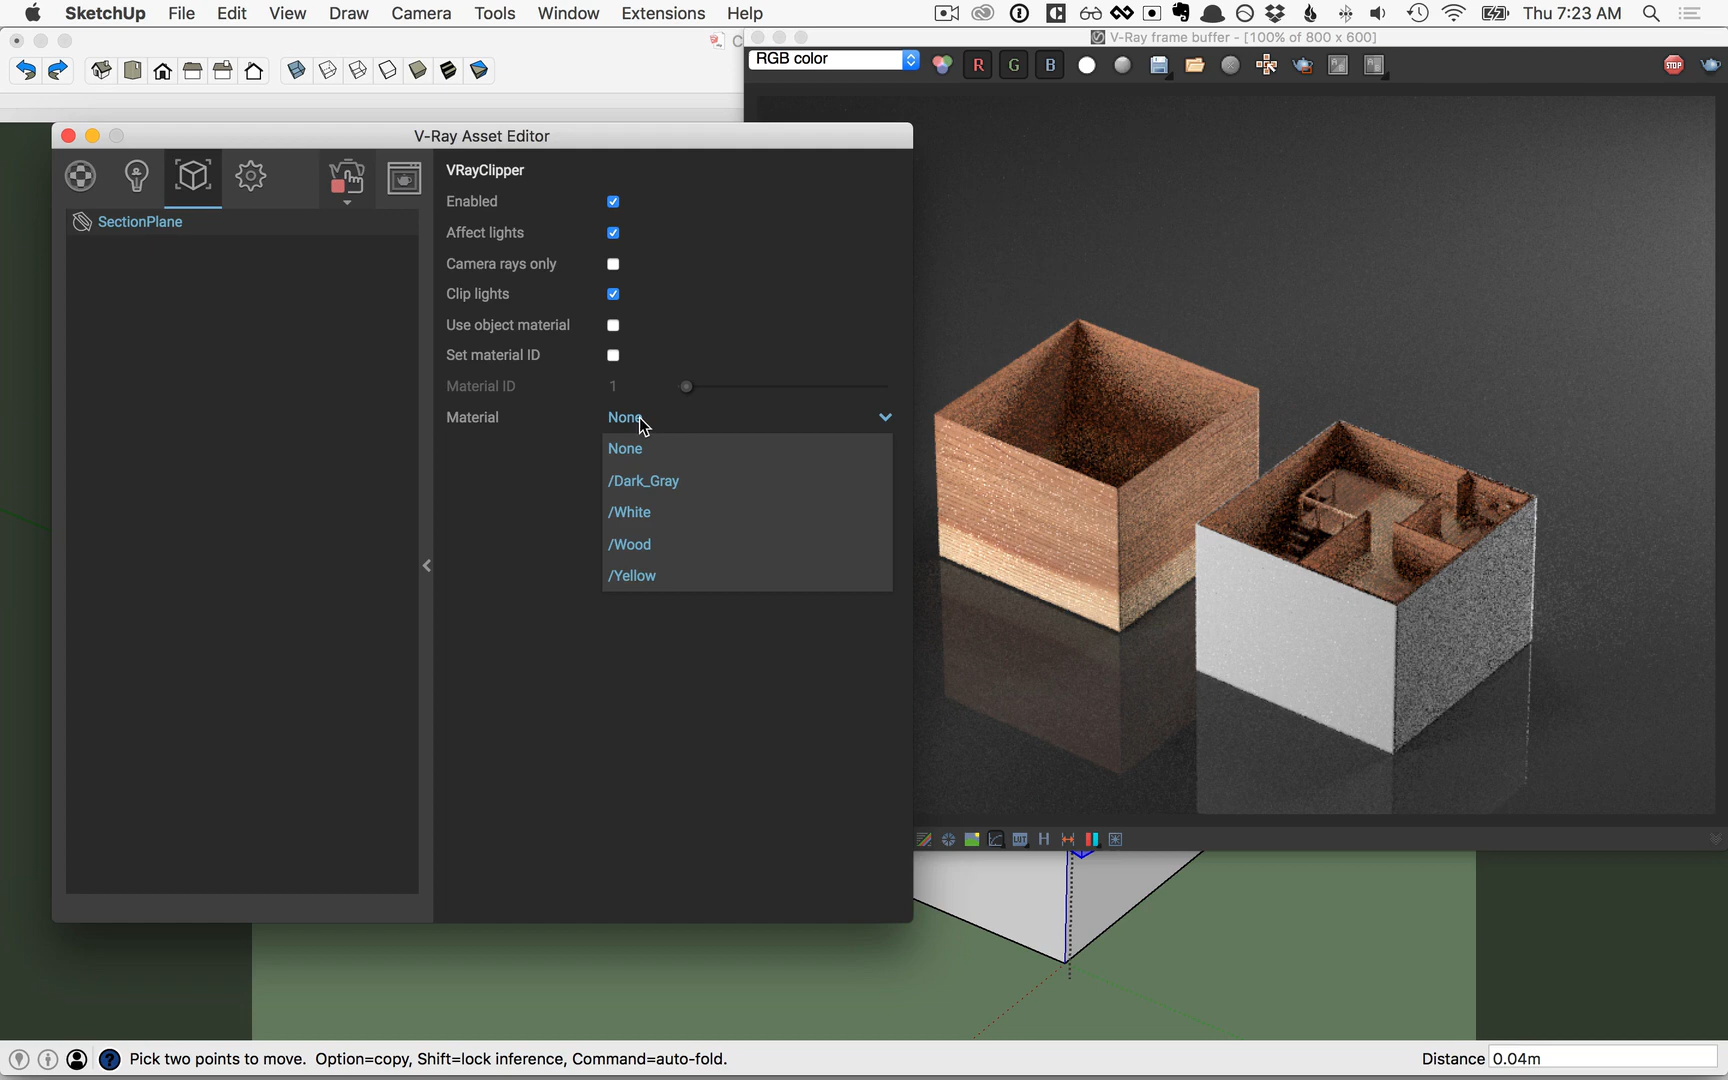 SketchUp File Edit View Draw Camera Tools Window Extensions Help Thu 7:23 AM
C
V-Ray frame buffer - [100% of 800 x 600]
RGB color R G B STOP
V-Ray Asset Editor
SectionPlane
VRayClipper
Enabled
Affect lights
Camera rays only
Clip lights
Use object material
Set material ID
Material ID 1
Material None
None
/Dark_Gray
/White
/Wood
/Yellow
LUT H
Pick two points to move. Option=copy, Shift=lock inference, Command=auto-fold.
Distance 0.04m